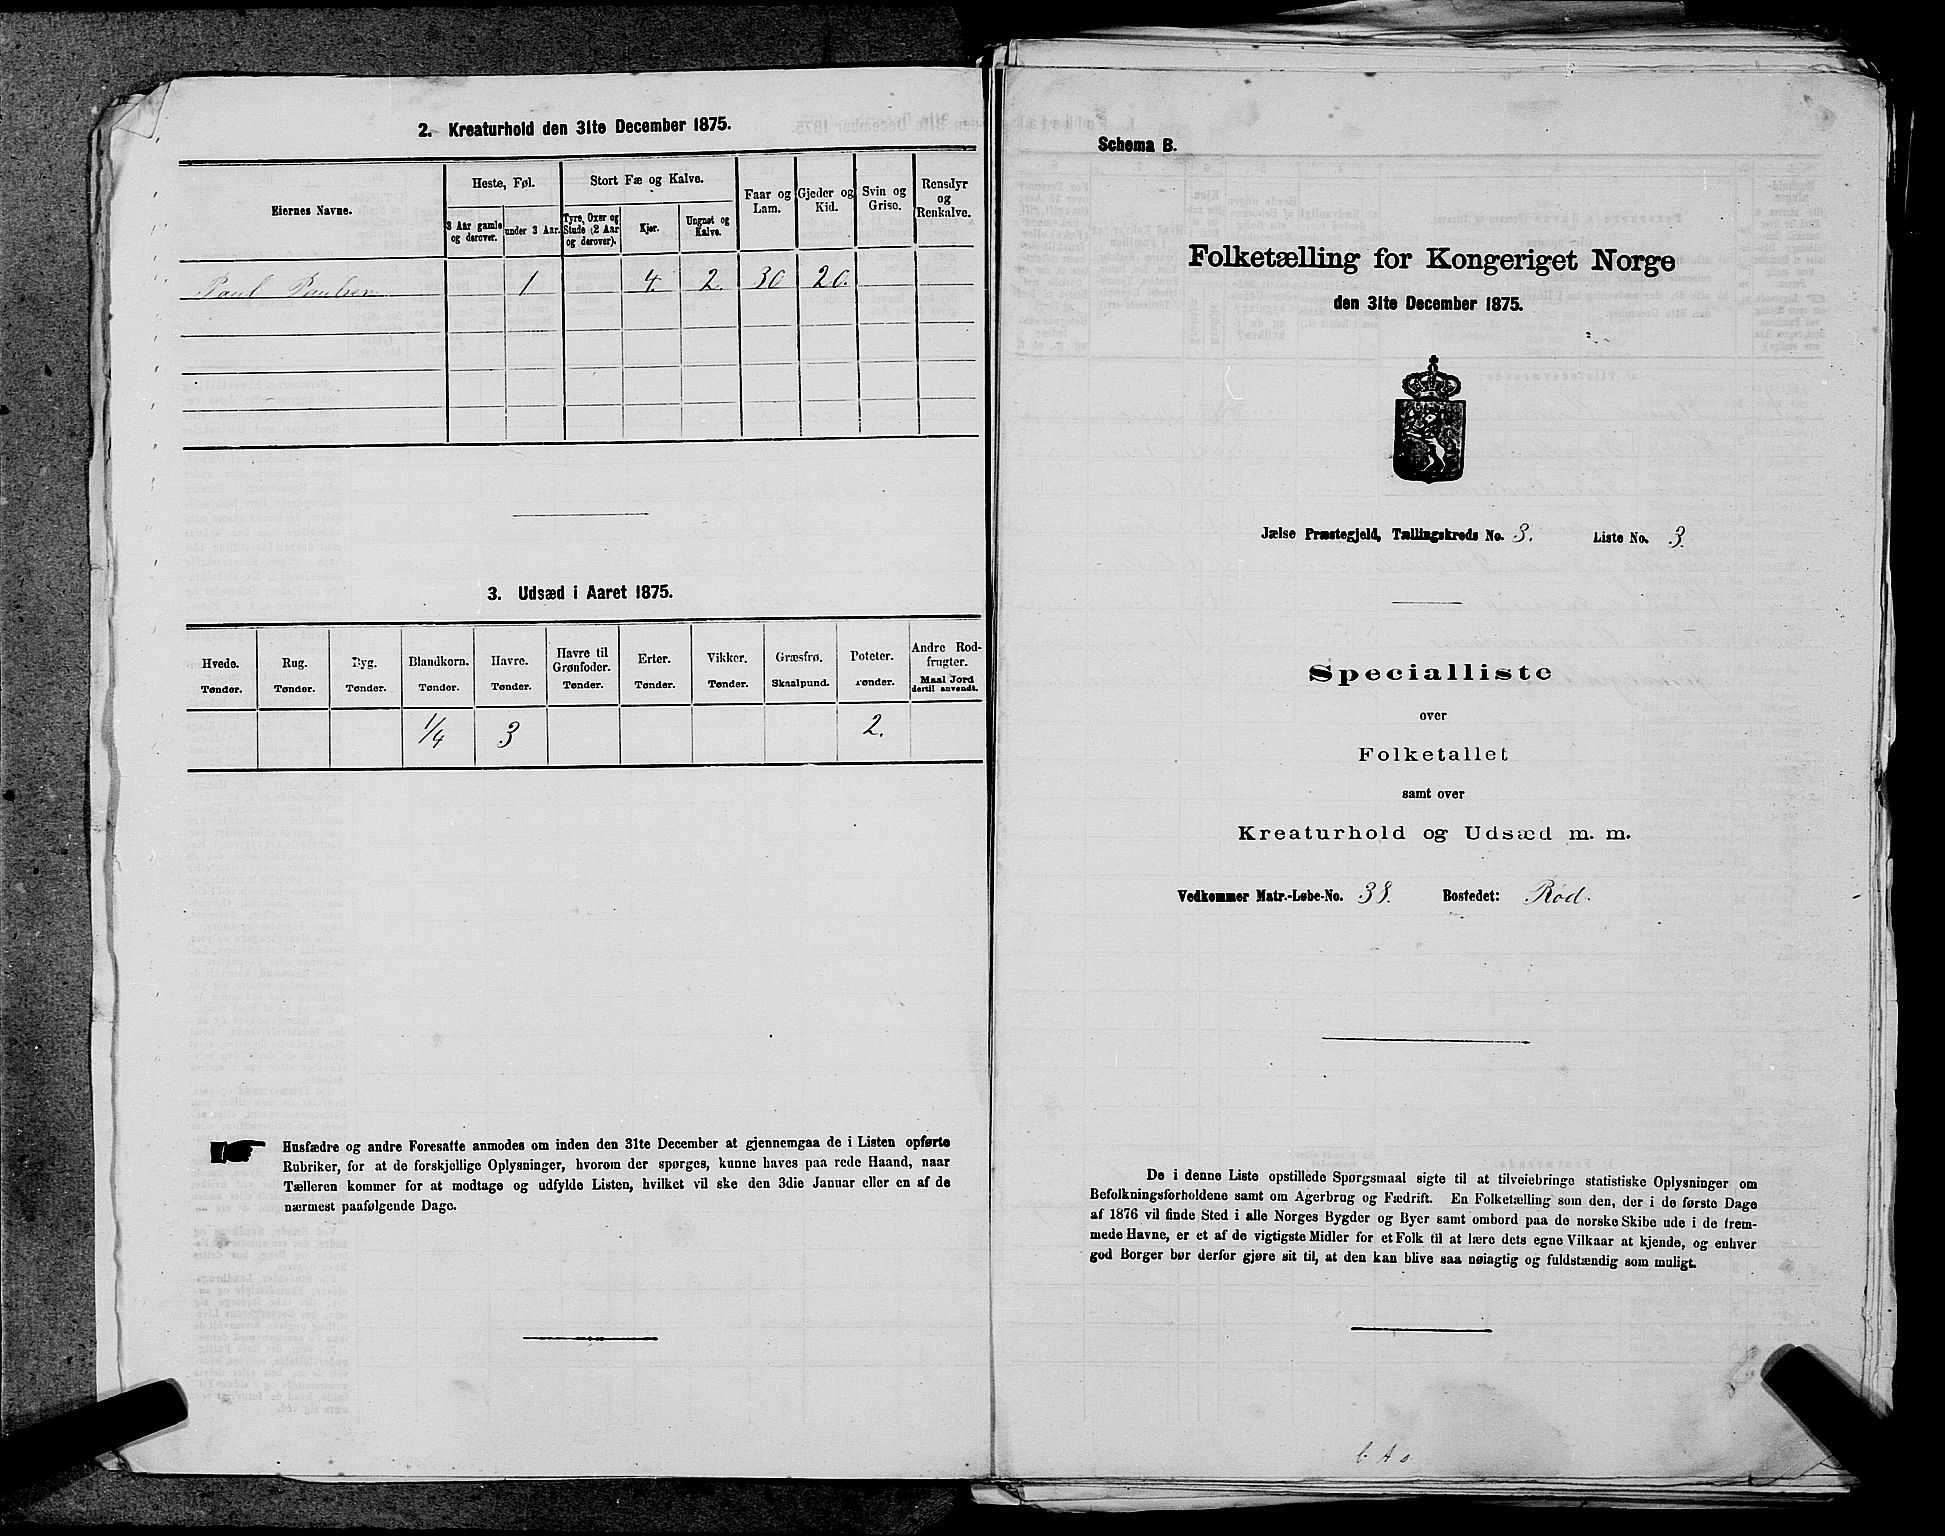 2. Kreaturhold den 31te December 1875.
Eiernes Navne.
Heste, Føl.
3 Aar gamle og derover.
under 3 Aar.
Stort Fæ og Kalve.
Tyre, Oxer og Stude (2 Aar og derover).
Kjør.
Ungnøt og Kalve.
Faar og Lam.
Gjeder og Kid.
Svin og Grise.
Rensdyr og Renkalve.
Paul Paulsen 1 4. 2. 30 20.
3. Udsæd i Aaret 1875.
Hvede. Tønder.
Rug. Tønder.
Byg. Tønder.
Blandkorn. Tønder.
Havre. Tønder.
Havre til Grønfoder. Tønder.
Erter. Tønder.
Vikker. Tønder.
Græsfrø. Skaalpund.
Poteter. Tønder.
Andre Rodfrugter. Maal Jord dertil anvendt.
1/4 3 2.
Husfædre og andre Foresatte anmodes om inden den 31te December at gjennemgaa de i Listen opførte
Rubriker, for at de forskjellige Oplysninger, hvorom der spørges, kunne haves paa rede Haand, naar
Tælleren kommer for at modtage og udfylde Listen, hvilket vil ske den 3die Januar eller en af de
nærmest paafølgende Dage.
Schema B.
Folketælling for Kongeriget Norge
den 31te December 1875.
Jælse Præstegjeld, Tællingskreds No. 3. Liste No. 3.
Specialliste
over
Folketallet
samt over
Kreaturhold og Udsæd m. m.
Vedkommer Matr.-Løbe-No. 38. Bostedet: Rød.
De i denne Liste opstillede Spørgsmaal sigte til at tilveiebringe statistiske Oplysninger om
Befolkningsforholdene samt om Agerbrug og Fædrift. En Folketælling som den, der i de første Dage
af 1876 vil finde Sted i alle Norges Bygder og Byer samt ombord paa de norske Skibe ude i de frem-
mede Havne, er et af de vigtigste Midler for et Folk til at lære dets egne Vilkaar at kjende, og enhver
god Borger bør derfor gjøre sit til, at den kan blive saa nøiagtig og fuldstændig som muligt.